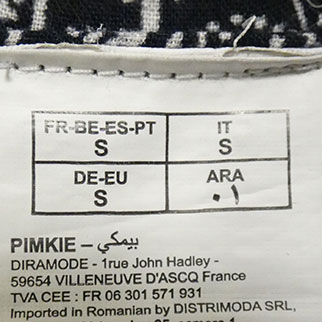 FR-BE-ES-PT IT
S S
DE-EU ARA
S ٠١
PIMKIE – بيمكي
DIRAMODE - 1rue John Hadley -
59654 VILLENEUVE D'ASCQ France
TVA CEE : FR 06 301 571 931
Imported in Romanian by DISTRIMODA SRL,